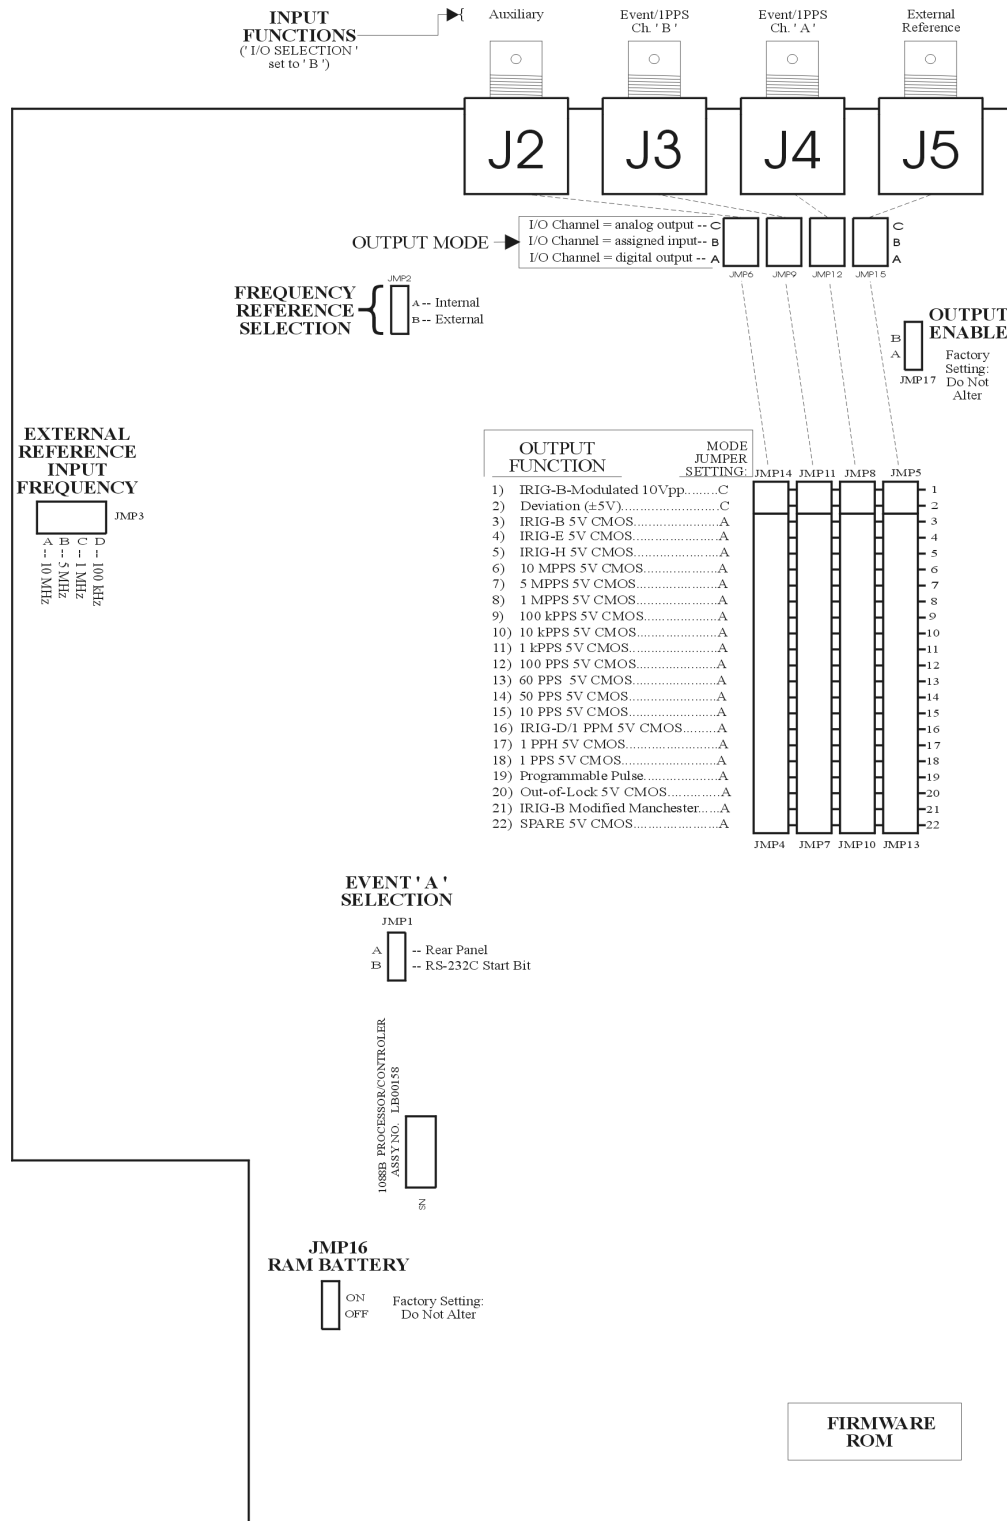 INPUT
FUNCTIONS
(' I/O SELECTION '
set to ' B ')
Auxiliary
Event/1PPS
Ch. ' B '
Event/1PPS
Ch. ' A '
External
Reference
J2
J3
J4
J5
OUTPUT MODE
I/O Channel = analog output -- C
I/O Channel = assigned input-- B
I/O Channel = digital output -- A
C
B
A
JMP6
JMP9
JMP12
JMP15
JMP2
FREQUENCY
REFERENCE
SELECTION
A -- Internal
B -- External
OUTPUT
ENABLE
B
A
JMP17
Factory
Setting:
Do Not
Alter
EXTERNAL
REFERENCE
INPUT
FREQUENCY
JMP3
A -- 10 MHz
B -- 5 MHz
C -- 1 MHz
D -- 100 kHz
OUTPUT
FUNCTION
MODE
JUMPER
SETTING:
JMP14
JMP11
JMP8
JMP5
1) IRIG-B-Modulated 10Vpp.........C
2) Deviation (±5V)........................C
3) IRIG-B 5V CMOS.....................A
4) IRIG-E 5V CMOS.....................A
5) IRIG-H 5V CMOS.....................A
6) 10 MPPS 5V CMOS..................A
7) 5 MPPS 5V CMOS....................A
8) 1 MPPS 5V CMOS....................A
9) 100 kPPS 5V CMOS.................A
10) 10 kPPS 5V CMOS...................A
11) 1 kPPS 5V CMOS.....................A
12) 100 PPS 5V CMOS...................A
13) 60 PPS 5V CMOS.....................A
14) 50 PPS 5V CMOS.....................A
15) 10 PPS 5V CMOS.....................A
16) IRIG-D/1 PPM 5V CMOS.........A
17) 1 PPH 5V CMOS.......................A
18) 1 PPS 5V CMOS.......................A
19) Programmable Pulse..................A
20) Out-of-Lock 5V CMOS.............A
21) IRIG-B Modified Manchester......A
22) SPARE 5V CMOS.....................A
1
2
3
4
5
6
7
8
9
10
11
12
13
14
15
16
17
18
19
20
21
22
JMP4
JMP7
JMP10
JMP13
EVENT ' A '
SELECTION
JMP1
A -- Rear Panel
B -- RS-232C Start Bit
1088B PROCESSOR/CONTROLER
ASSY NO. LB00158
SN
JMP16
RAM BATTERY
ON
OFF
Factory Setting:
Do Not Alter
FIRMWARE
ROM